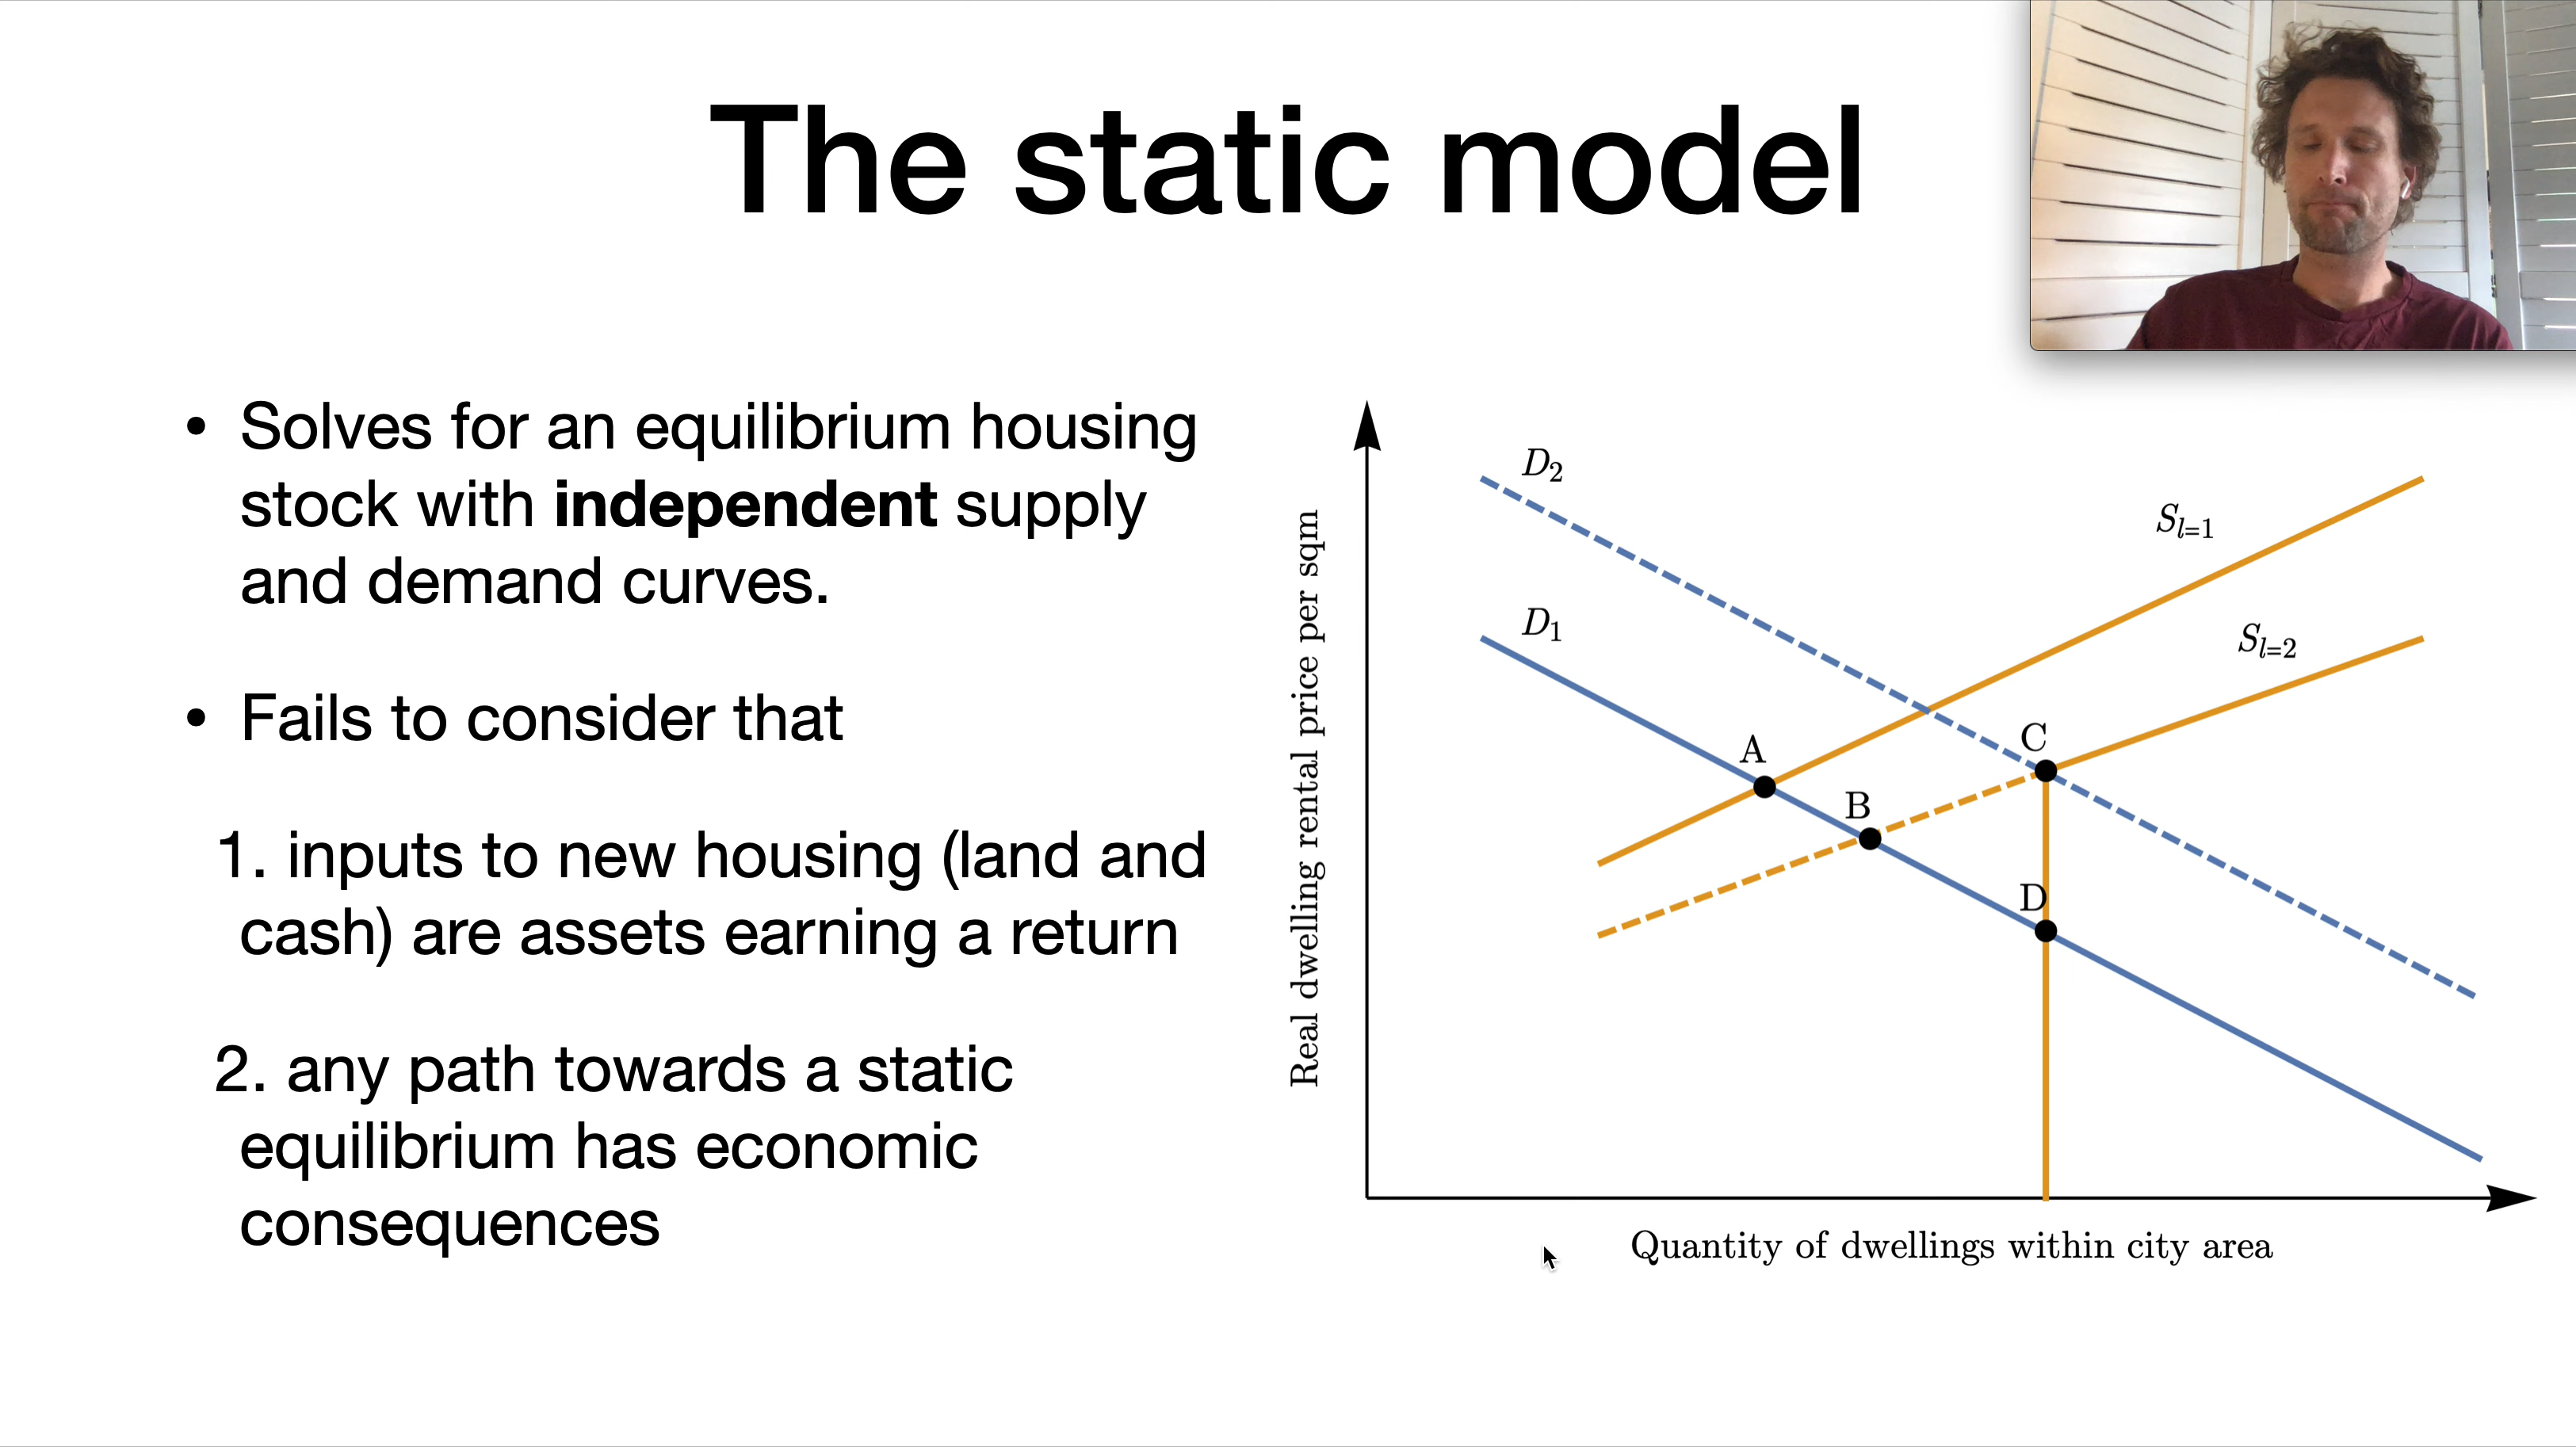 The static model
• Solves for an equilibrium housing
stock with independent supply
and demand curves.
• Fails to consider that
1. inputs to new housing (land and
cash) are assets earning a return
2. any path towards a static
equilibrium has economic
consequences
Real dwelling rental price per sqm
D₂
D₁
Sₗ₌₁
Sₗ₌₂
A
B
C
D
Quantity of dwellings within city area